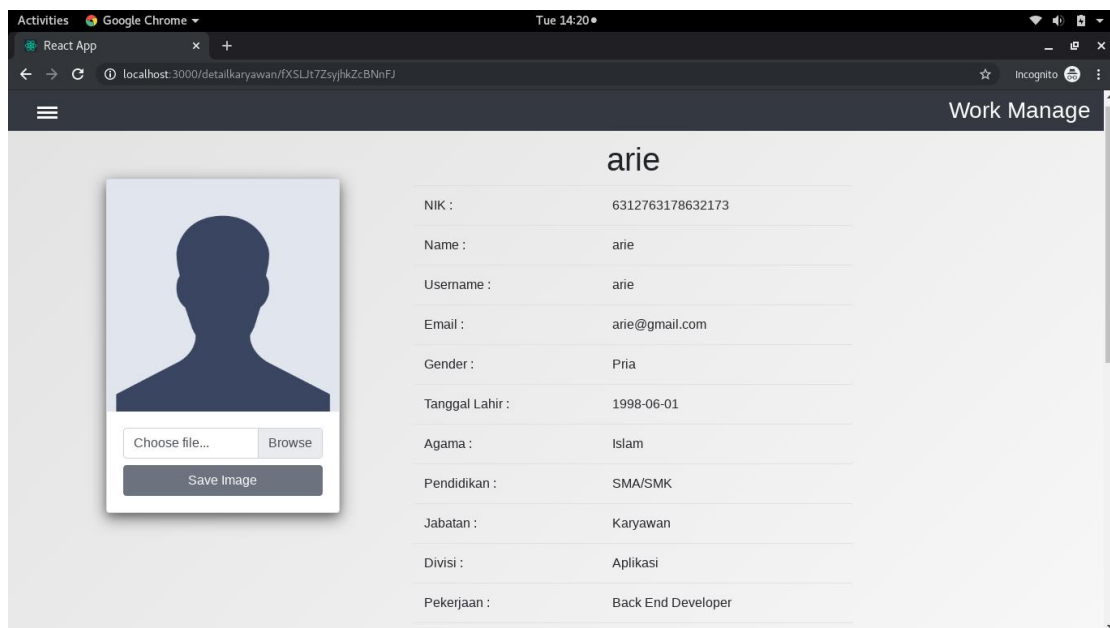 Activities Google Chrome Tue 14:20
React App
localhost:3000/detailkaryawan/fXSLJt7ZsyjhkZcBNnFJ Incognito
Work Manage
arie
NIK : 6312763178632173
Name : arie
Username : arie
Email : arie@gmail.com
Gender : Pria
Tanggal Lahir : 1998-06-01
Agama : Islam
Pendidikan : SMA/SMK
Jabatan : Karyawan
Divisi : Aplikasi
Pekerjaan : Back End Developer
Choose file... Browse
Save Image